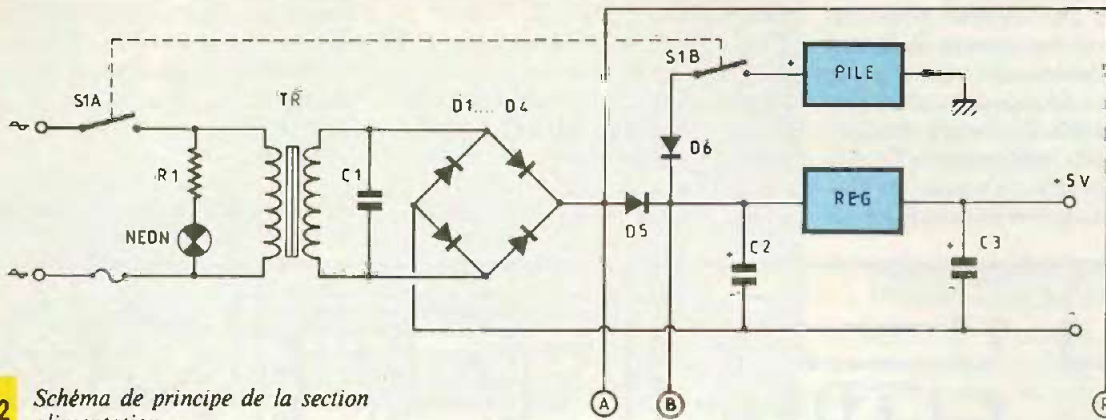 S1A
TR
D1.... D4
S1B
+
PILE
R1
NEON
C1
D6
D5
REG
+5V
C2
+
-
C3
+
-
-
A
B
2
Schéma de principe de la section